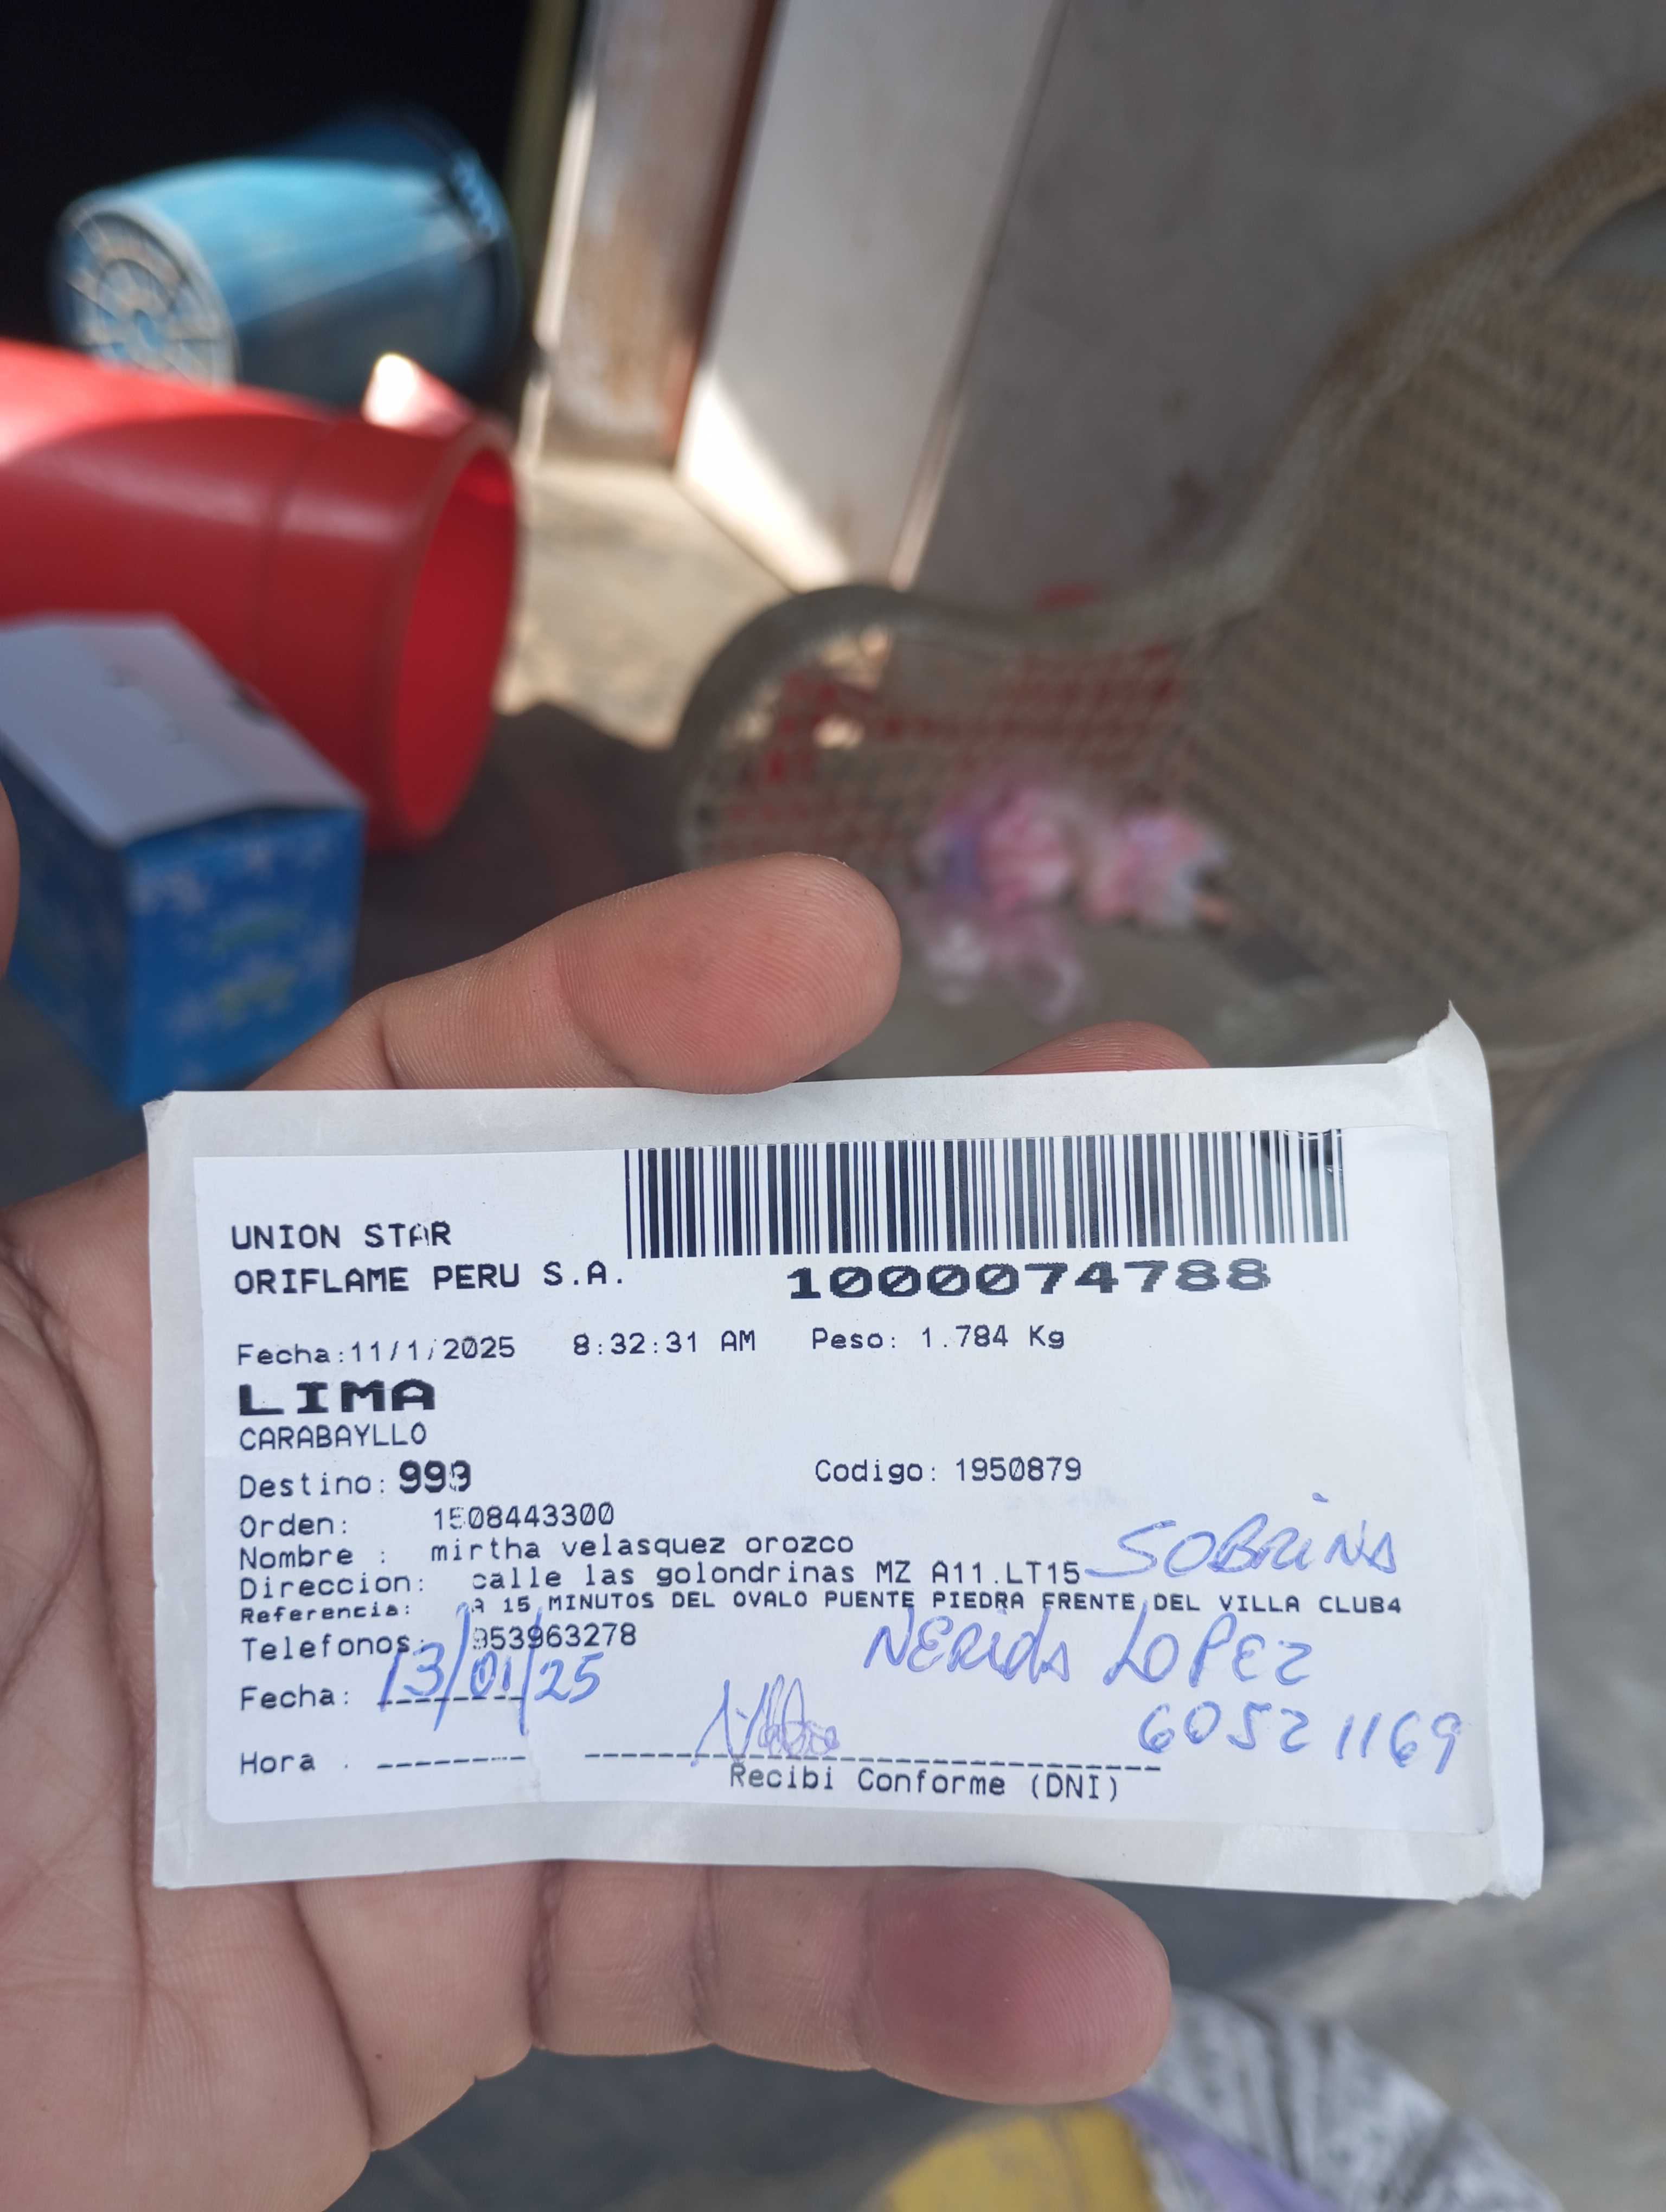 UNION STAR
ORIFLAME PERU S.A.
1000074788
Fecha:11/1/2025 8:32:31 AM Peso: 1.784 Kg
LIMA
CARABAYLLO
Destino: 999 Codigo: 1950879
Orden: 1508443300
Nombre : mirtha velasquez orozco
Direccion: calle las golondrinas MZ A11.LT15 SOBRINA
Referencia: A 15 MINUTOS DEL OVALO PUENTE PIEDRA FRENTE DEL VILLA CLUB4
Telefonos: 953963278 NERIDA LOPEZ
Fecha: 13/01/25 60521169
Hora :
Recibi Conforme (DNI)